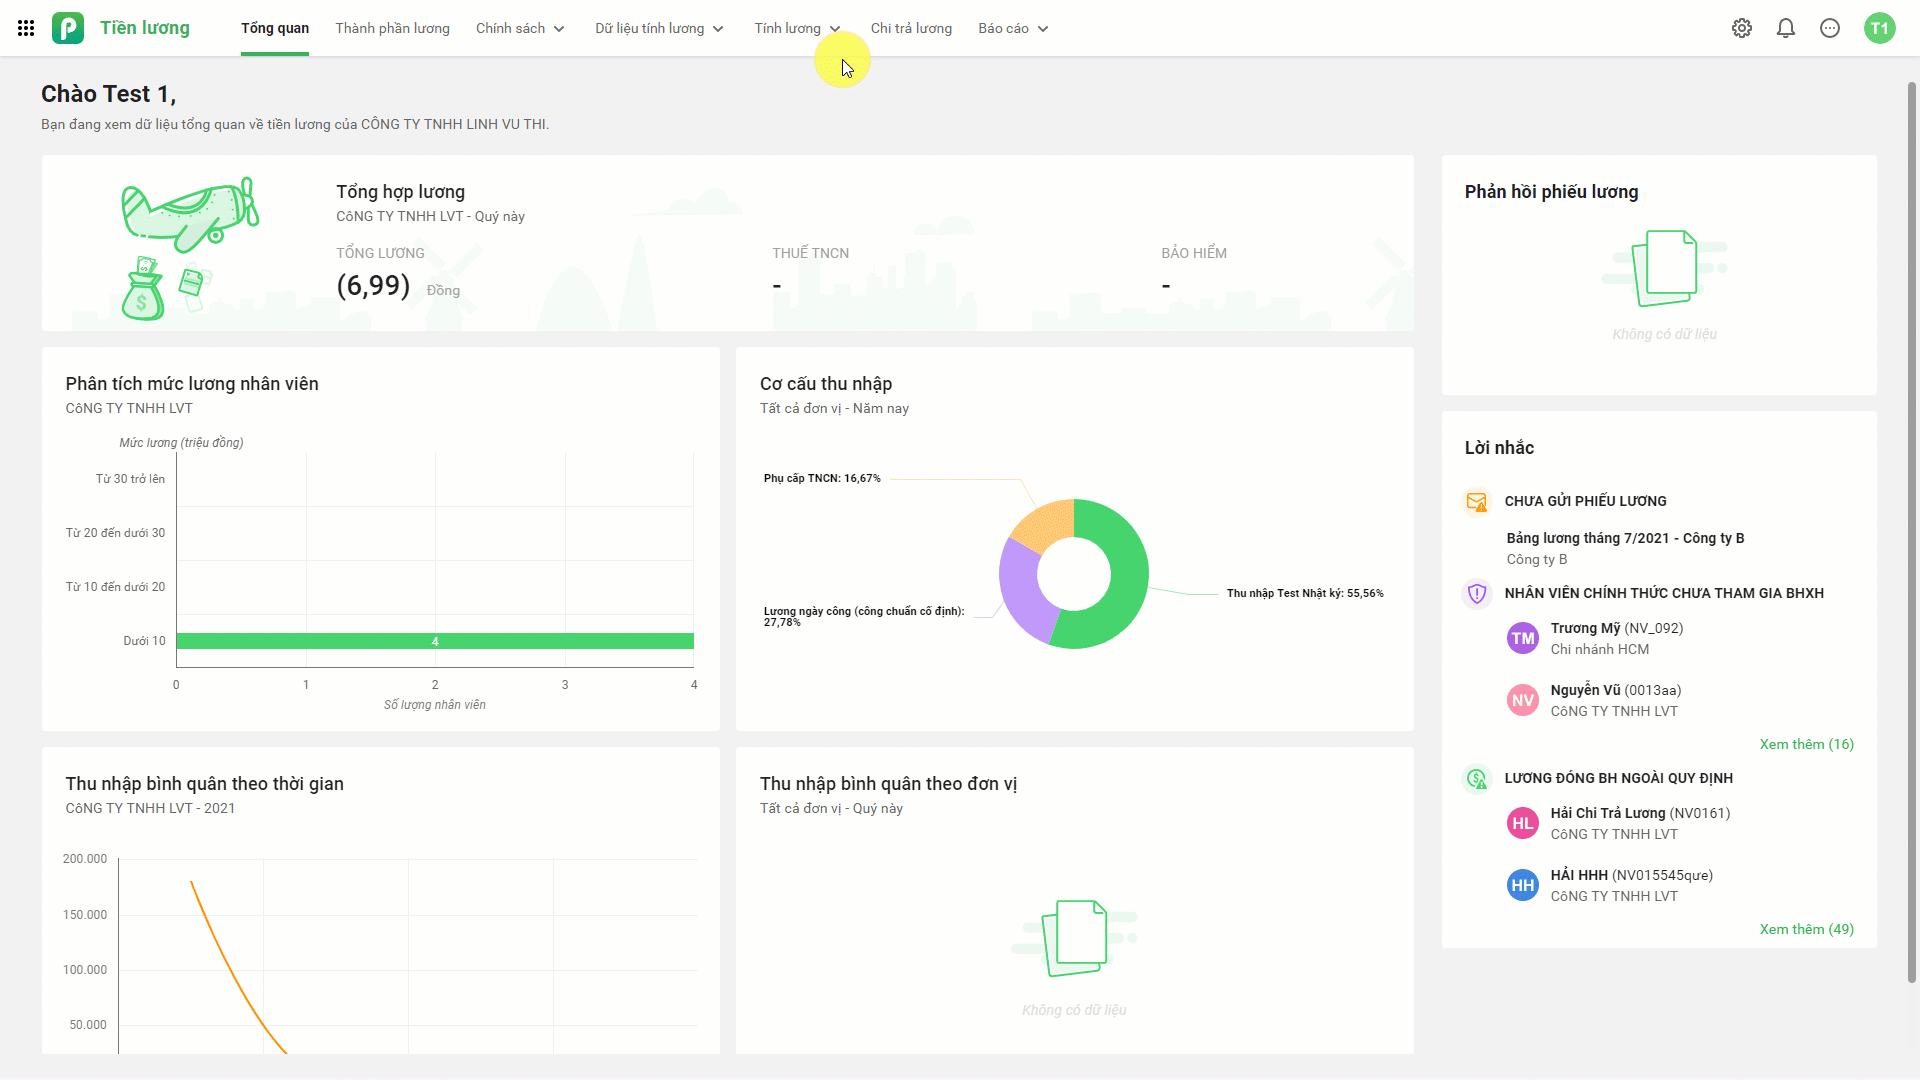 Tiền lương
Tổng quan
Thành phần lương
Chính sách
Dữ liệu tính lương
Tính lương
Chi trả lương
Báo cáo
T1
Chào Test 1,
Bạn đang xem dữ liệu tổng quan về tiền lương của CÔNG TY TNHH LINH VU THI.
Tổng hợp lương
CôNG TY TNHH LVT - Quý này
TỔNG LƯƠNG
(6,99) Đồng
THUẾ TNCN
-
BẢO HIỂM
-
Phản hồi phiếu lương
Không có dữ liệu
Phân tích mức lương nhân viên
CôNG TY TNHH LVT
Mức lương (triệu đồng)
Từ 30 trở lên
Từ 20 đến dưới 30
Từ 10 đến dưới 20
Dưới 10
4
0 1 2 3 4
Số lượng nhân viên
Cơ cấu thu nhập
Tất cả đơn vị - Năm nay
Phụ cấp TNCN: 16,67%
Thu nhập Test Nhật ký: 55,56%
Lương ngày công (công chuẩn cố định):
27,78%
Lời nhắc
CHƯA GỬI PHIẾU LƯƠNG
Bảng lương tháng 7/2021 - Công ty B
Công ty B
NHÂN VIÊN CHÍNH THỨC CHƯA THAM GIA BHXH
TM
Trương Mỹ (NV_092)
Chi nhánh HCM
NV
Nguyễn Vũ (0013aa)
CôNG TY TNHH LVT
Xem thêm (16)
LƯƠNG ĐÓNG BH NGOÀI QUY ĐỊNH
HL
Hải Chi Trả Lương (NV0161)
CôNG TY TNHH LVT
HH
HẢI HHH (NV015545qưe)
CôNG TY TNHH LVT
Xem thêm (49)
Thu nhập bình quân theo thời gian
CôNG TY TNHH LVT - 2021
200.000
150.000
100.000
50.000
Thu nhập bình quân theo đơn vị
Tất cả đơn vị - Quý này
Không có dữ liệu